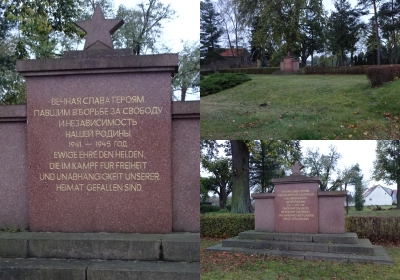 ВЕЧНАЯ СЛАВА ГЕРОЯМ,
ПАВШИМ В БОРЬБЕ ЗА СВОБОДУ
И НЕЗАВИСИМОСТЬ
НАШЕЙ РОДИНЫ
1941 — 1945 ГОД.
EWIGE EHRE DEN HELDEN,
DIE IM KAMPF FÜR FREIHEIT
UND UNABHÄNGIGKEIT UNSERER
HEIMAT GEFALLEN SIND.